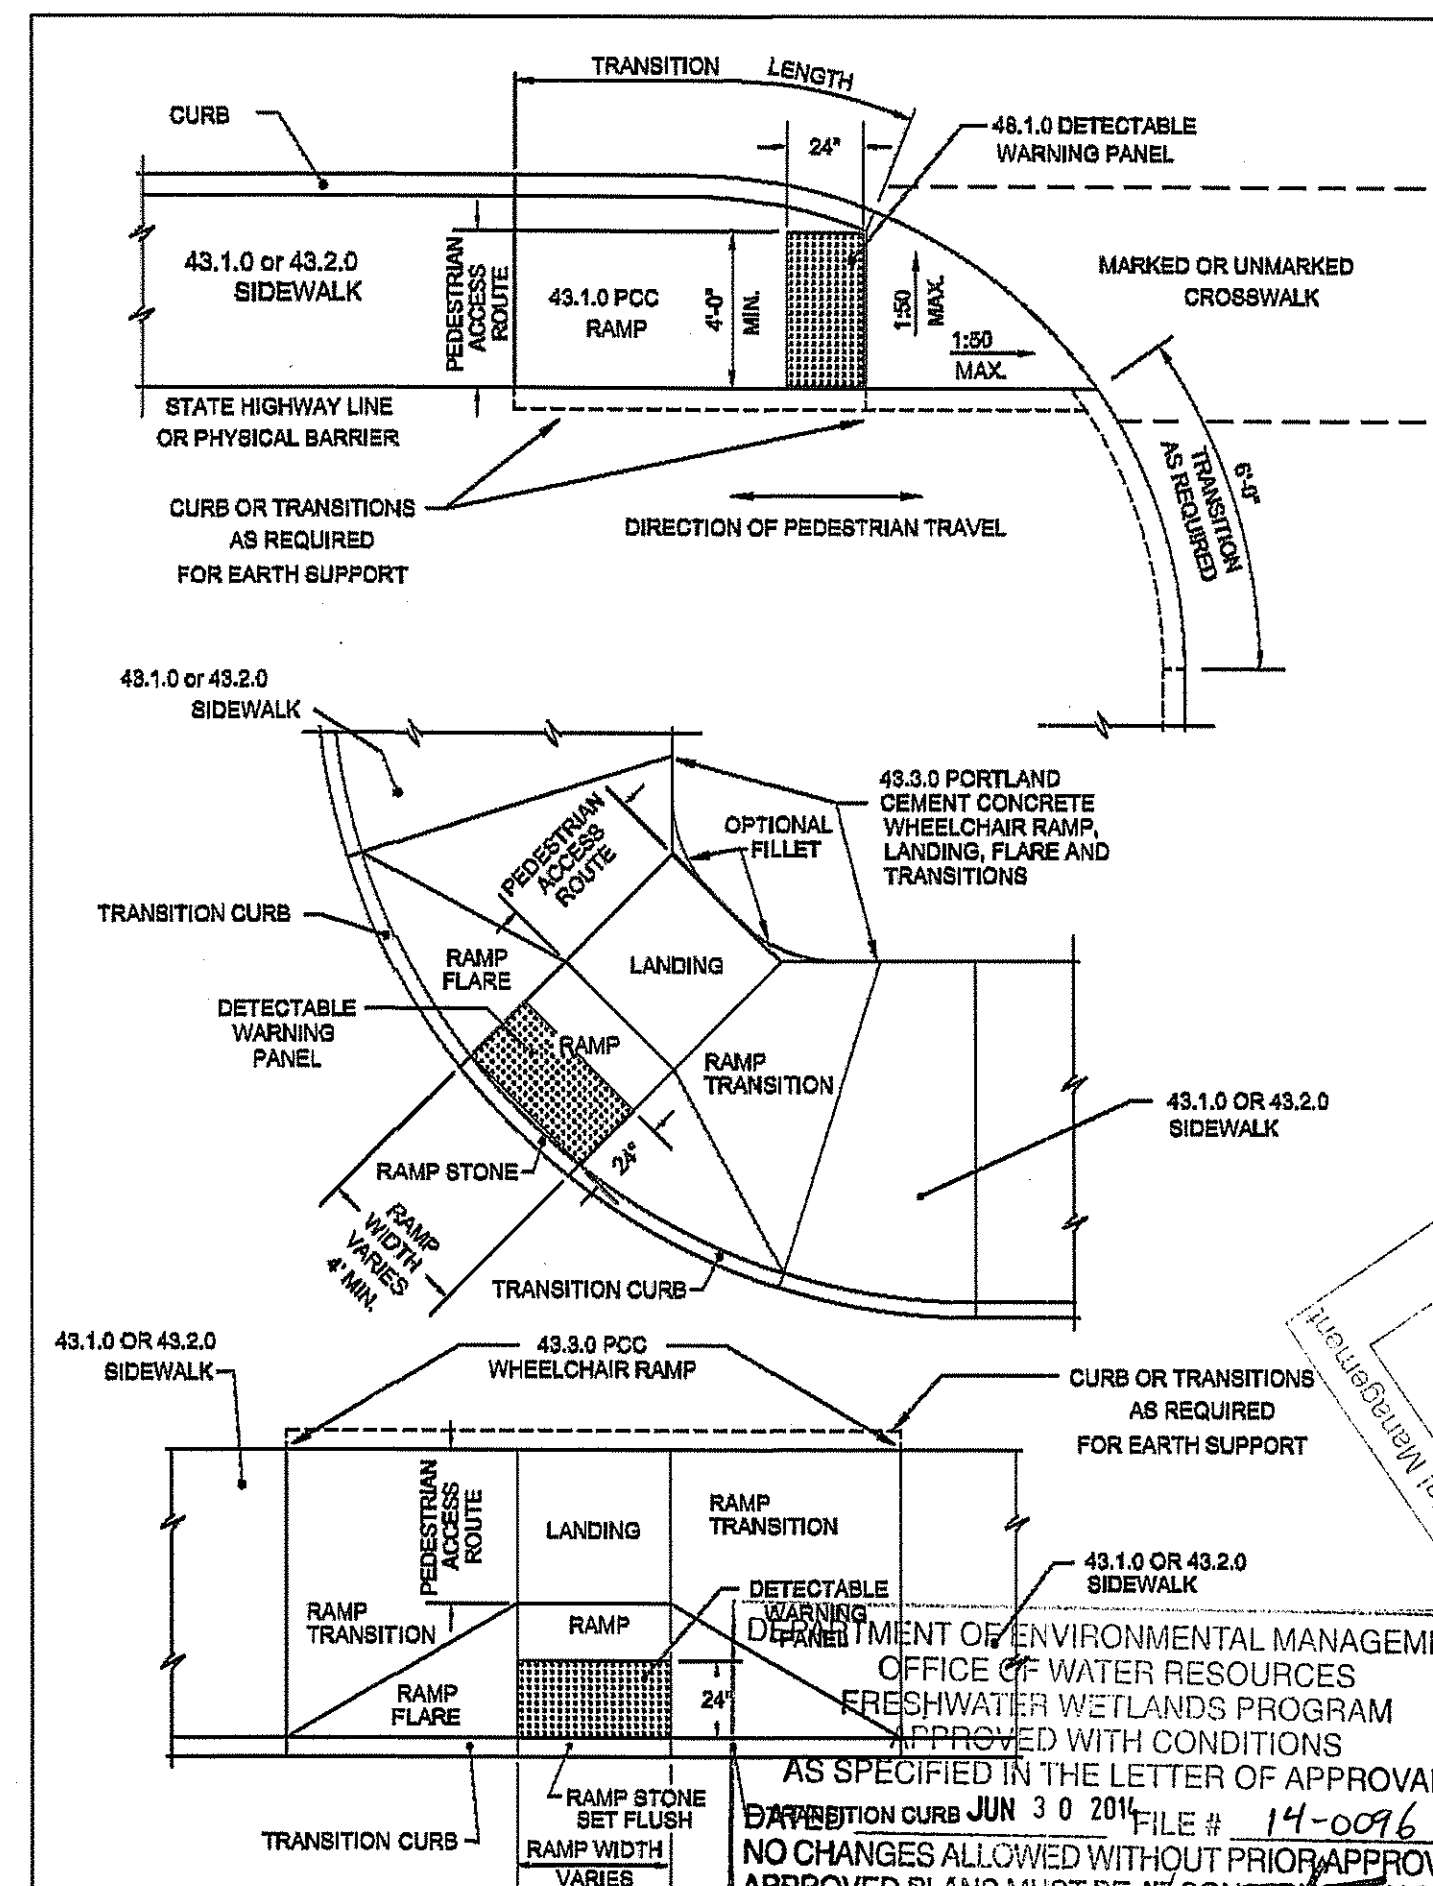 TRANSITION LENGTH
CURB
24"
48.1.0 DETECTABLE
WARNING PANEL
43.1.0 or 43.2.0
SIDEWALK
PEDESTRIAN
ACCESS
ROUTE
43.1.0 PCC
RAMP
4'-0"
MIN.
1:50
MAX.
1:50
MAX.
MARKED OR UNMARKED
CROSSWALK
STATE HIGHWAY LINE
OR PHYSICAL BARRIER
6'-0"
TRANSITION
AS REQUIRED
CURB OR TRANSITIONS
AS REQUIRED
FOR EARTH SUPPORT
DIRECTION OF PEDESTRIAN TRAVEL
43.1.0 or 43.2.0
SIDEWALK
43.3.0 PORTLAND
CEMENT CONCRETE
WHEELCHAIR RAMP,
LANDING, FLARE AND
TRANSITIONS
OPTIONAL
FILLET
PEDESTRIAN
ACCESS
ROUTE
TRANSITION CURB
RAMP
FLARE
LANDING
DETECTABLE
WARNING
PANEL
RAMP
RAMP
TRANSITION
43.1.0 OR 43.2.0
SIDEWALK
RAMP STONE
24"
RAMP
WIDTH
VARIES
4' MIN.
TRANSITION CURB
43.1.0 OR 43.2.0
SIDEWALK
43.3.0 PCC
WHEELCHAIR RAMP
CURB OR TRANSITIONS
AS REQUIRED
FOR EARTH SUPPORT
Management
PEDESTRIAN
ACCESS
ROUTE
LANDING
RAMP
TRANSITION
43.1.0 OR 43.2.0
SIDEWALK
DETECTABLE
WARNING
PANEL
RAMP
TRANSITION
RAMP
RAMP
FLARE
24"
DEPARTMENT OF ENVIRONMENTAL MANAGEME
OFFICE OF WATER RESOURCES
FRESHWATER WETLANDS PROGRAM
APPROVED WITH CONDITIONS
AS SPECIFIED IN THE LETTER OF APPROVAL
RAMP STONE
SET FLUSH
TRANSITION CURB
DATED JUN 30 2014 FILE # 14-0096
TRANSITION CURB
RAMP WIDTH
VARIES
NO CHANGES ALLOWED WITHOUT PRIOR APPROV
APPROVED PLANS MUST BE AT